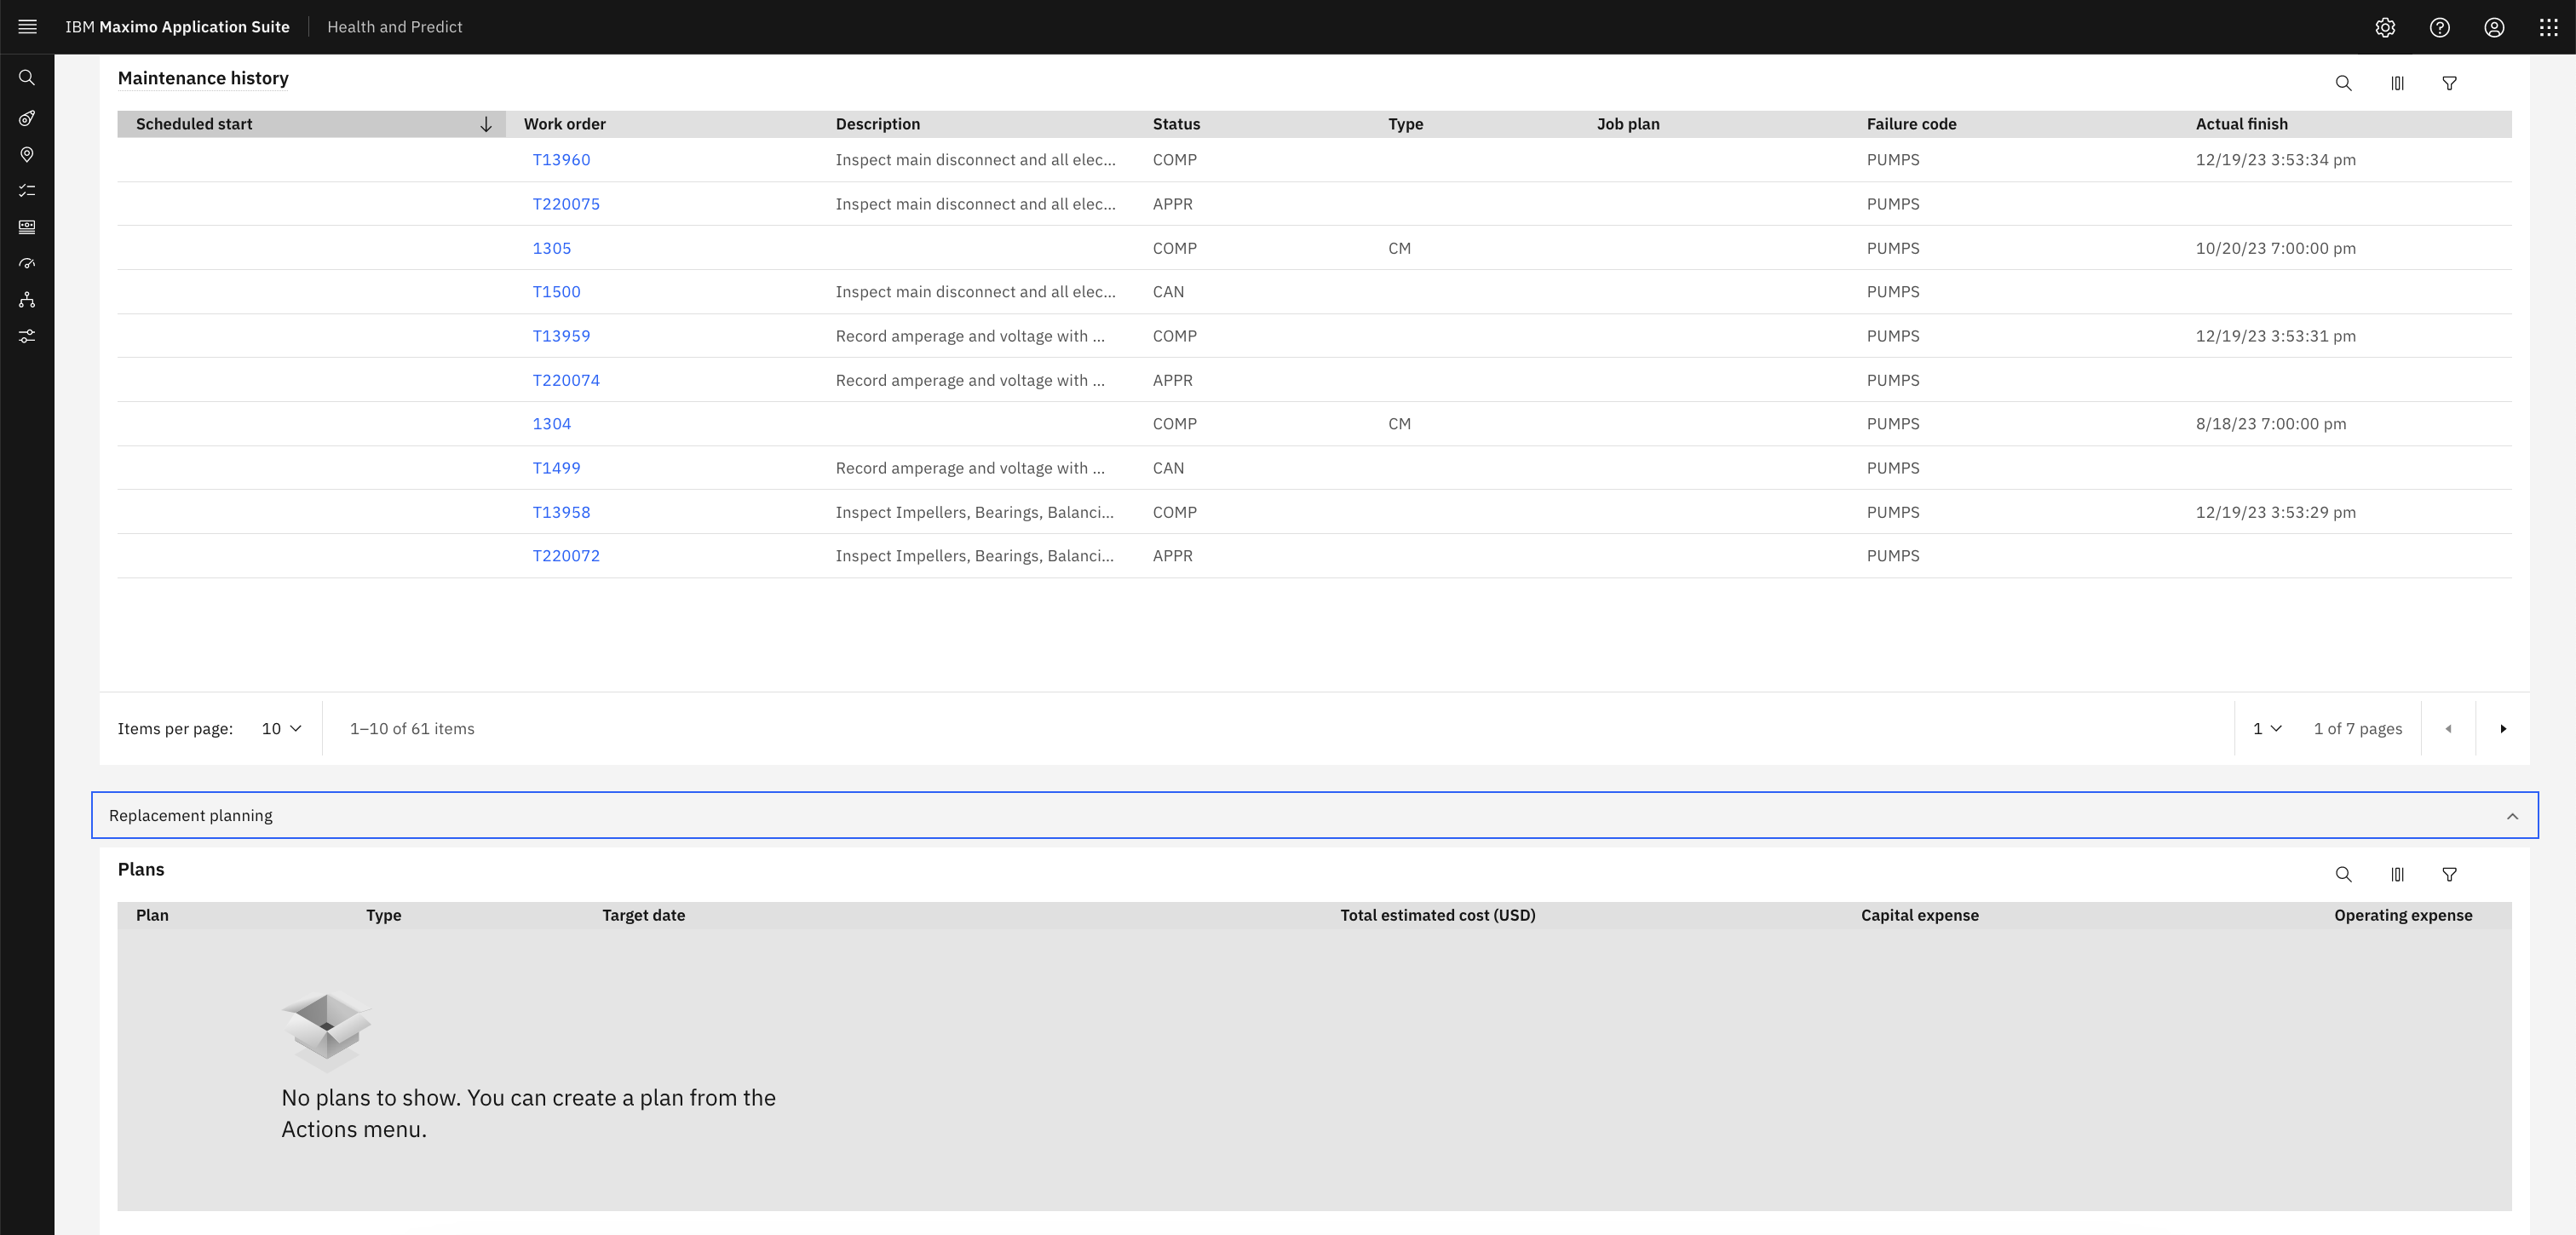 IBM Maximo Application Suite Health and Predict
Maintenance history
Scheduled start Work order Description Status Type Job plan Failure code Actual finish
T13960 Inspect main disconnect and all elec... COMP PUMPS 12/19/23 3:53:34 pm
T220075 Inspect main disconnect and all elec... APPR PUMPS
1305 COMP CM PUMPS 10/20/23 7:00:00 pm
T1500 Inspect main disconnect and all elec... CAN PUMPS
T13959 Record amperage and voltage with ... COMP PUMPS 12/19/23 3:53:31 pm
T220074 Record amperage and voltage with ... APPR PUMPS
1304 COMP CM PUMPS 8/18/23 7:00:00 pm
T1499 Record amperage and voltage with ... CAN PUMPS
T13958 Inspect Impellers, Bearings, Balanci... COMP PUMPS 12/19/23 3:53:29 pm
T220072 Inspect Impellers, Bearings, Balanci... APPR PUMPS
Items per page: 10 1–10 of 61 items 1 1 of 7 pages
Replacement planning
Plans
Plan Type Target date Total estimated cost (USD) Capital expense Operating expense
No plans to show. You can create a plan from the
Actions menu.